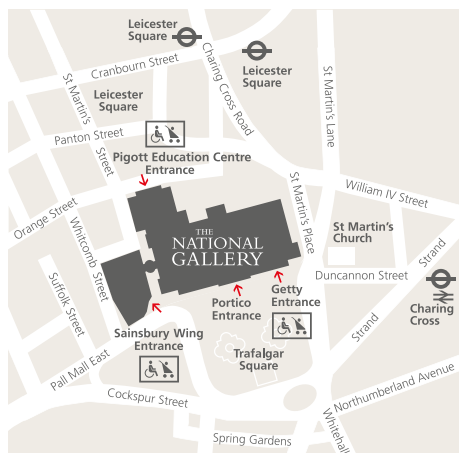 Leicester
Square
Charing Cross Road
Leicester
Square
Cranbourn Street
St Martin's
Street
Leicester
Square
St Martin's Lane
Panton Street
Pigott Education Centre
Entrance
William IV Street
St Martin's Place
Orange Street
Whitcomb Street
THE
NATIONAL
GALLERY
St Martin's
Church
Strand
Duncannon Street
Suffolk Street
Getty
Entrance
Portico
Entrance
Charing
Cross
Sainsbury Wing
Entrance
Strand
Trafalgar
Square
Pall Mall East
Cockspur Street
Northumberland Avenue
Whitehall
Spring Gardens